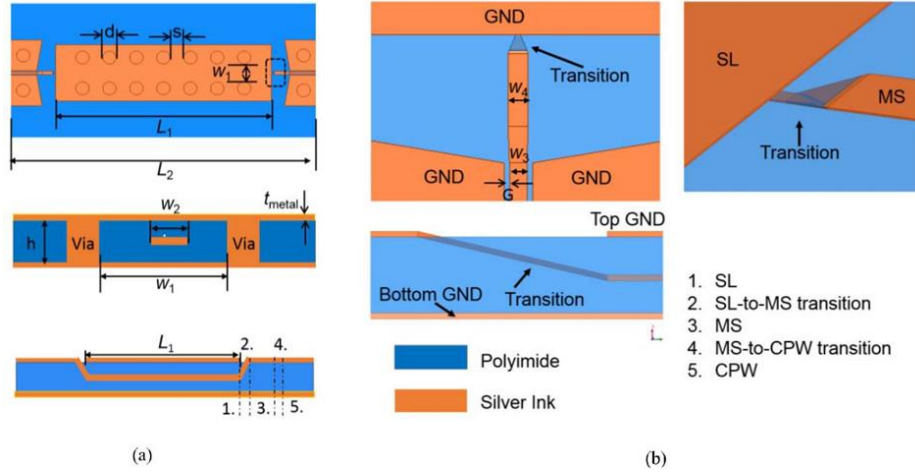 d
s
w1
L1
L2
tmetal
w2
h
Via
Via
w1
L1
2.
4.
1.
3.
5.
(a)
GND
Transition
w4
w3
GND
G
GND
SL
MS
Transition
Top GND
Bottom GND
Transition
Polyimide
Silver Ink
1. SL
2. SL-to-MS transition
3. MS
4. MS-to-CPW transition
5. CPW
(b)